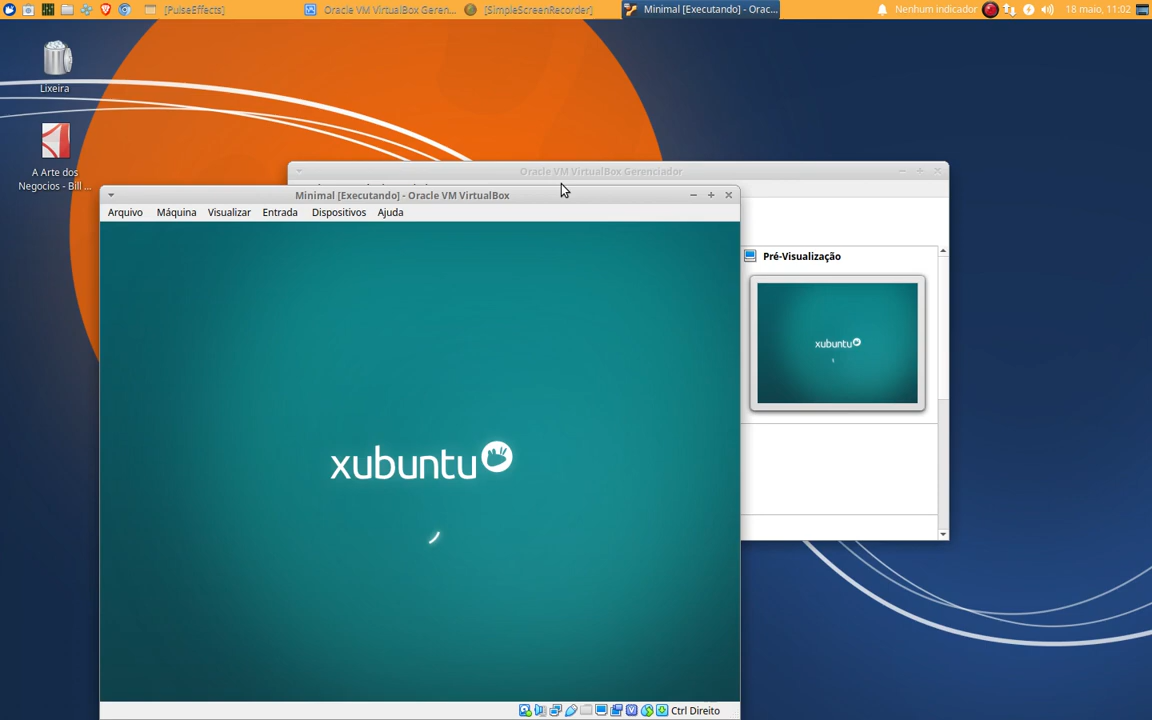 [PulseEffects]
Oracle VM VirtualBox Geren...
[SimpleScreenRecorder]
Minimal [Executando] - Orac...
Nenhum indicador
18 maio, 11:02
Lixeira
A Arte dos
Negocios - Bill ...
Oracle VM VirtualBox Gerenciador
Minimal [Executando] - Oracle VM VirtualBox
Arquivo Máquina Visualizar Entrada Dispositivos Ajuda
Pré-Visualização
xubuntu
xubuntu
Ctrl Direito